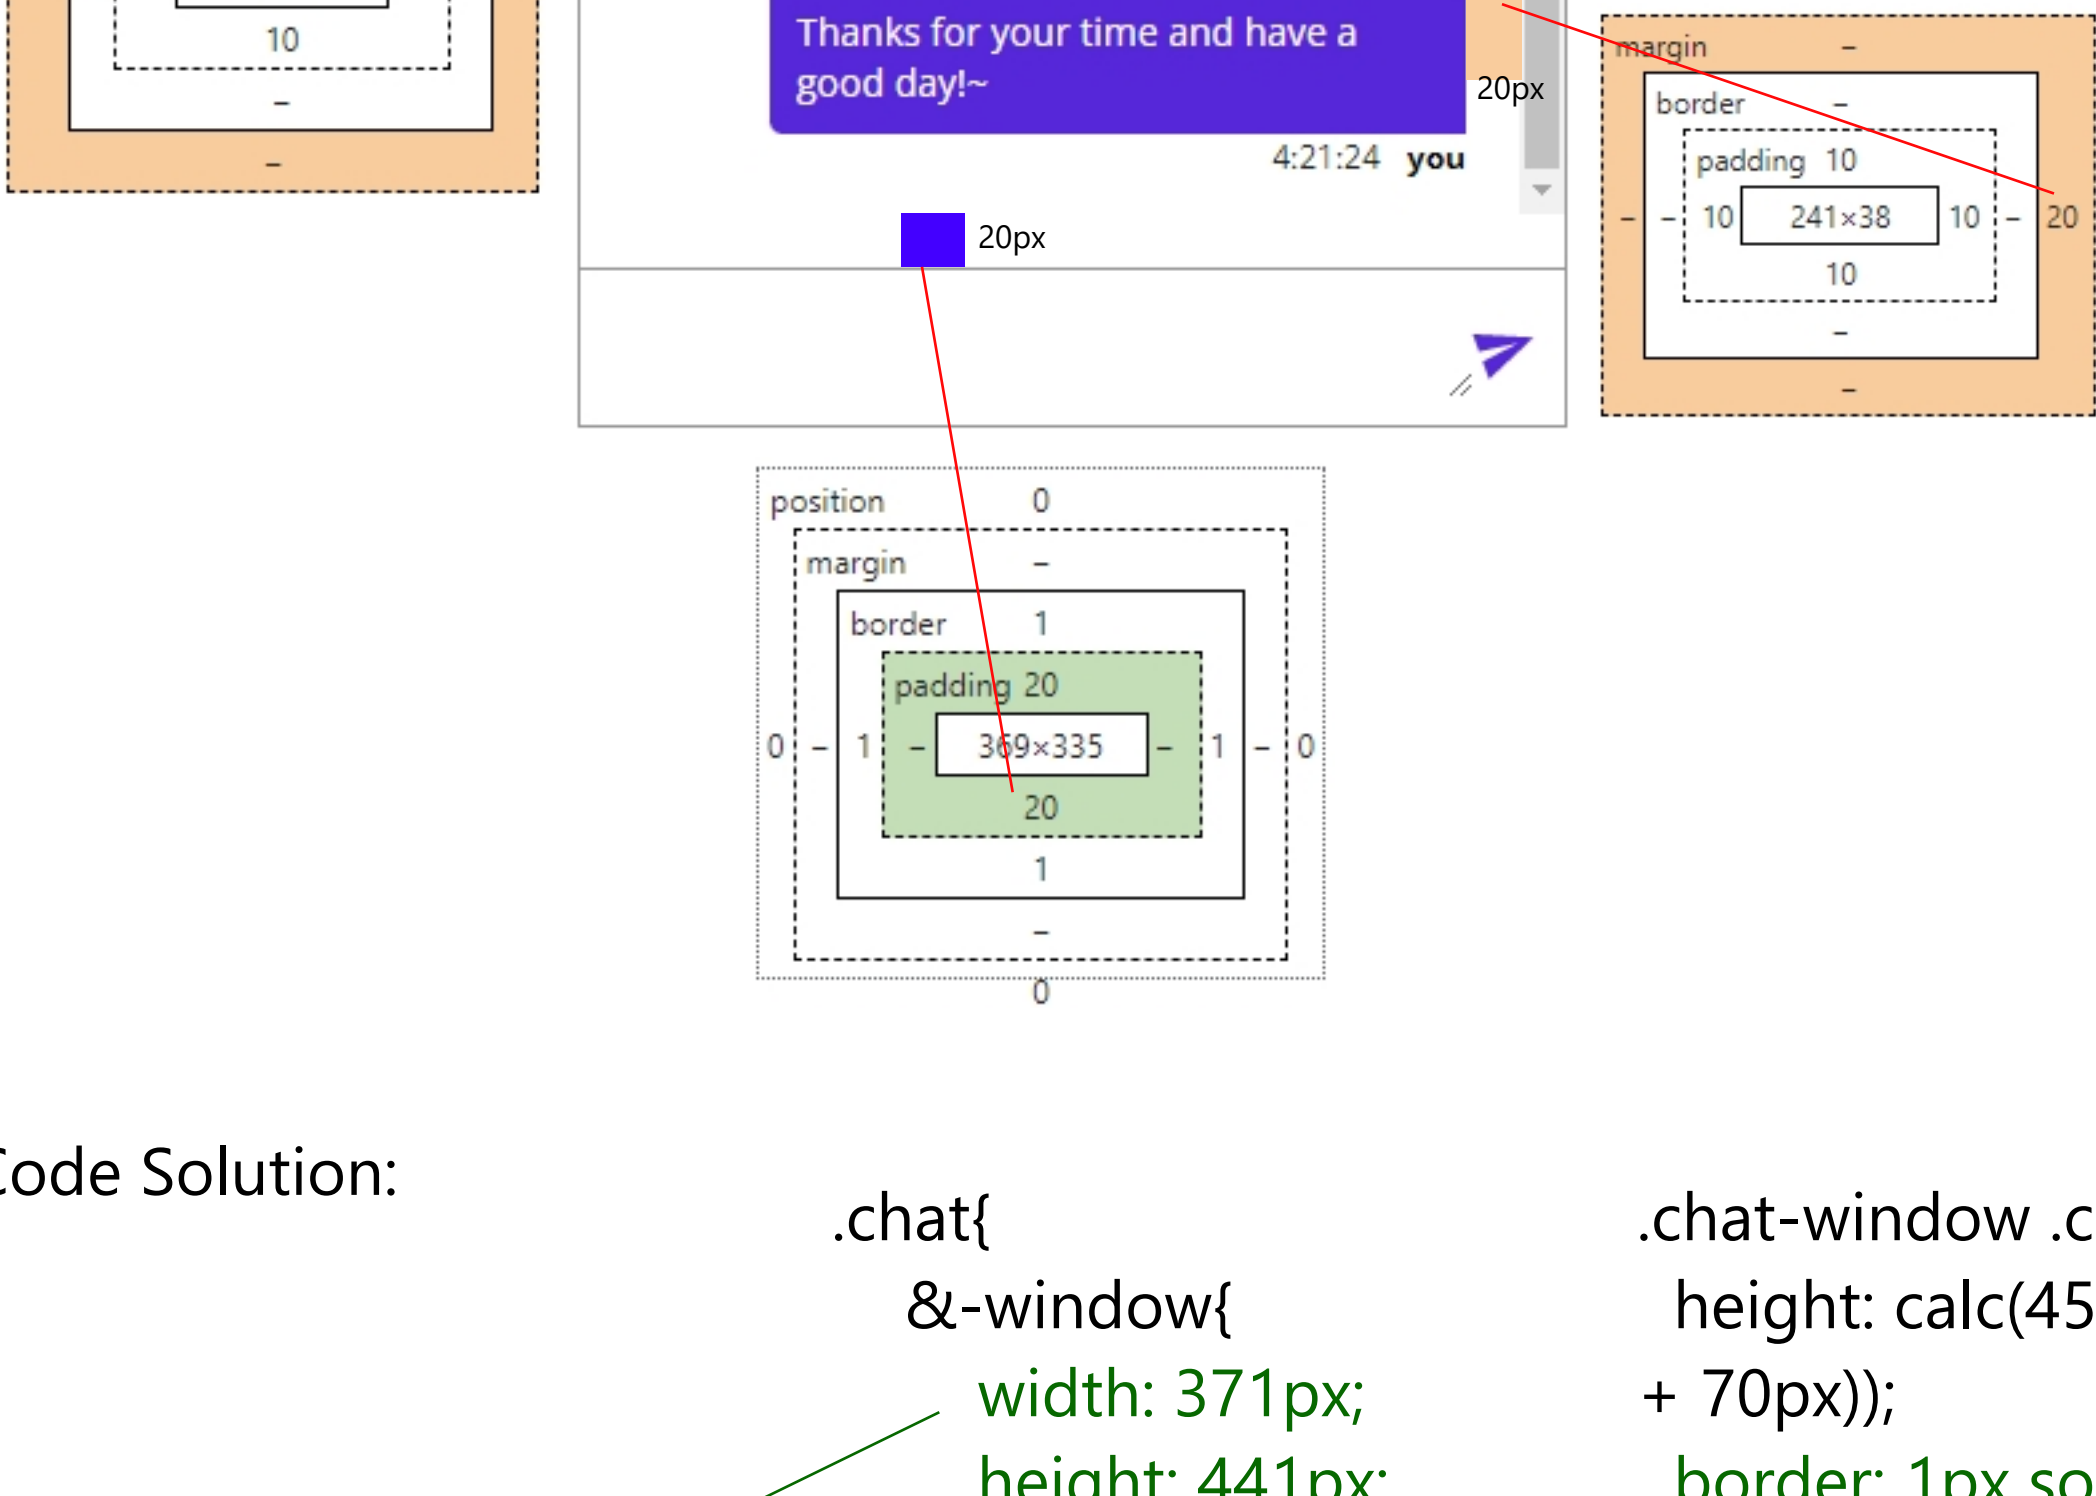 10
–
–
Thanks for your time and have a
good day!~
20px
4:21:24 you
20px
margin –
border –
padding 10
– – 10 241×38 10 – 20
10
–
–
position 0
margin –
border 1
padding 20
0 – 1 – 369×335 – 1 – 0
20
1
–
0
Code Solution:
.chat{
&-window{
width: 371px;
height: 441px;
.chat-window .c
height: calc(45
+ 70px));
border: 1px so